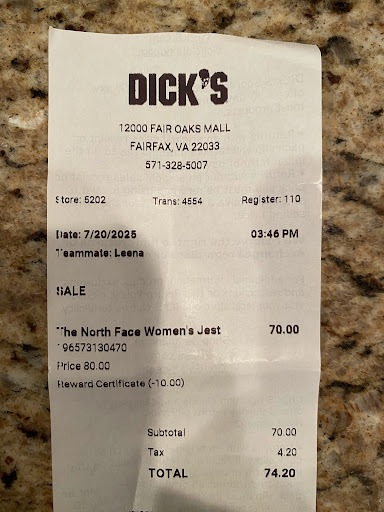 DICK'S
12000 FAIR OAKS MALL
FAIRFAX, VA 22033
571-328-5007
Store: 5202 Trans: 4554 Register: 110
Date: 7/20/2025 03:46 PM
Teammate: Leena
SALE
The North Face Women's Jest 70.00
196573130470
Price 80.00
Reward Certificate (-10.00)
Subtotal 70.00
Tax 4.20
TOTAL 74.20